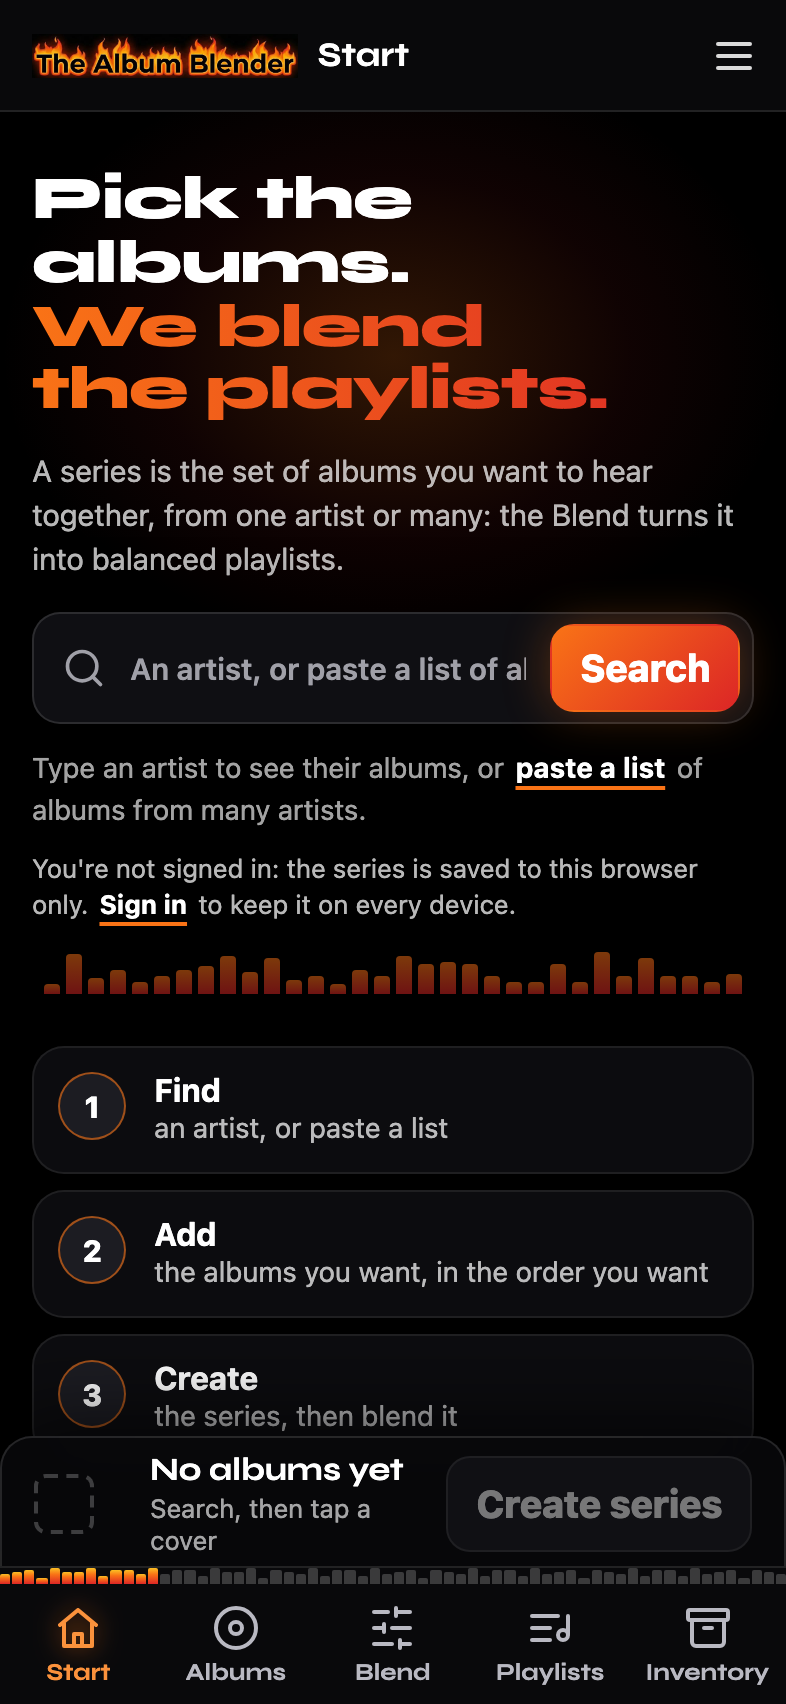 The Album Blender Start
Pick the
albums.
We blend
the playlists.
A series is the set of albums you want to hear
together, from one artist or many: the Blend turns it
into balanced playlists.
An artist, or paste a list of al
Search
Type an artist to see their albums, or paste a list of
albums from many artists.
You're not signed in: the series is saved to this browser
only. Sign in to keep it on every device.
1
Find
an artist, or paste a list
2
Add
the albums you want, in the order you want
3
Create
the series, then blend it
No albums yet
Search, then tap a
cover
Create series
Start
Albums
Blend
Playlists
Inventory